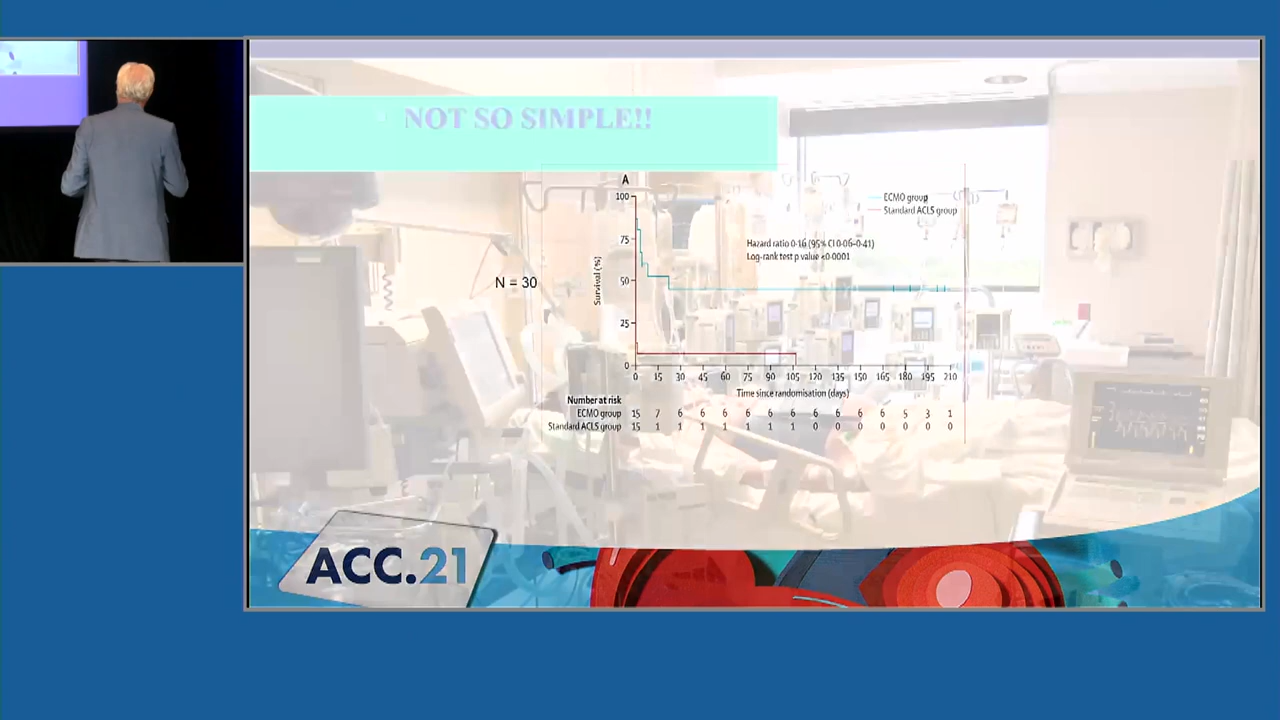 NOT SO SIMPLE!!
A
100
75
50
25
0
Survival (%)
ECMO group
Standard ACLS group
Hazard ratio 0·16 (95% CI 0·06–0·41)
Log-rank test p value <0·0001
N = 30
0 15 30 45 60 75 90 105 120 135 150 165 180 195 210
Time since randomisation (days)
Number at risk
ECMO group 15 7 6 6 6 6 6 6 6 6 6 6 5 3 1
Standard ACLS group 15 1 1 1 1 1 1 1 0 0 0 0 0 0 0
ACC.21